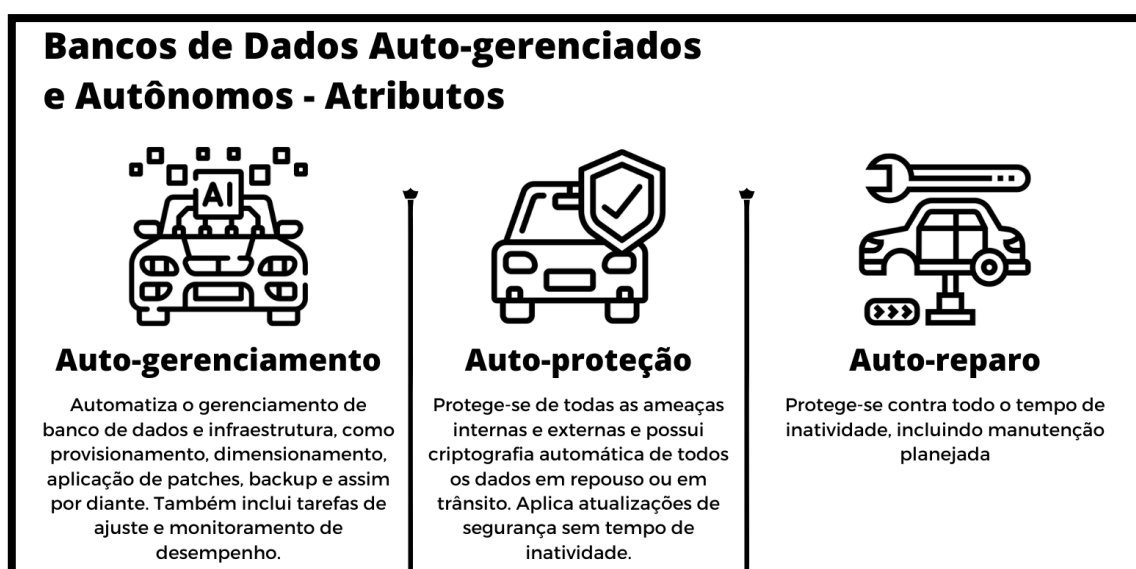 Bancos de Dados Auto-gerenciados
e Autônomos - Atributos
AI
Auto-gerenciamento
Automatiza o gerenciamento de
banco de dados e infraestrutura, como
provisionamento, dimensionamento,
aplicação de patches, backup e assim
por diante. Também inclui tarefas de
ajuste e monitoramento de
desempenho.
Auto-proteção
Protege-se de todas as ameaças
internas e externas e possui
criptografia automática de todos
os dados em repouso ou em
trânsito. Aplica atualizações de
segurança sem tempo de
inatividade.
Auto-reparo
Protege-se contra todo o tempo de
inatividade, incluindo manutenção
planejada